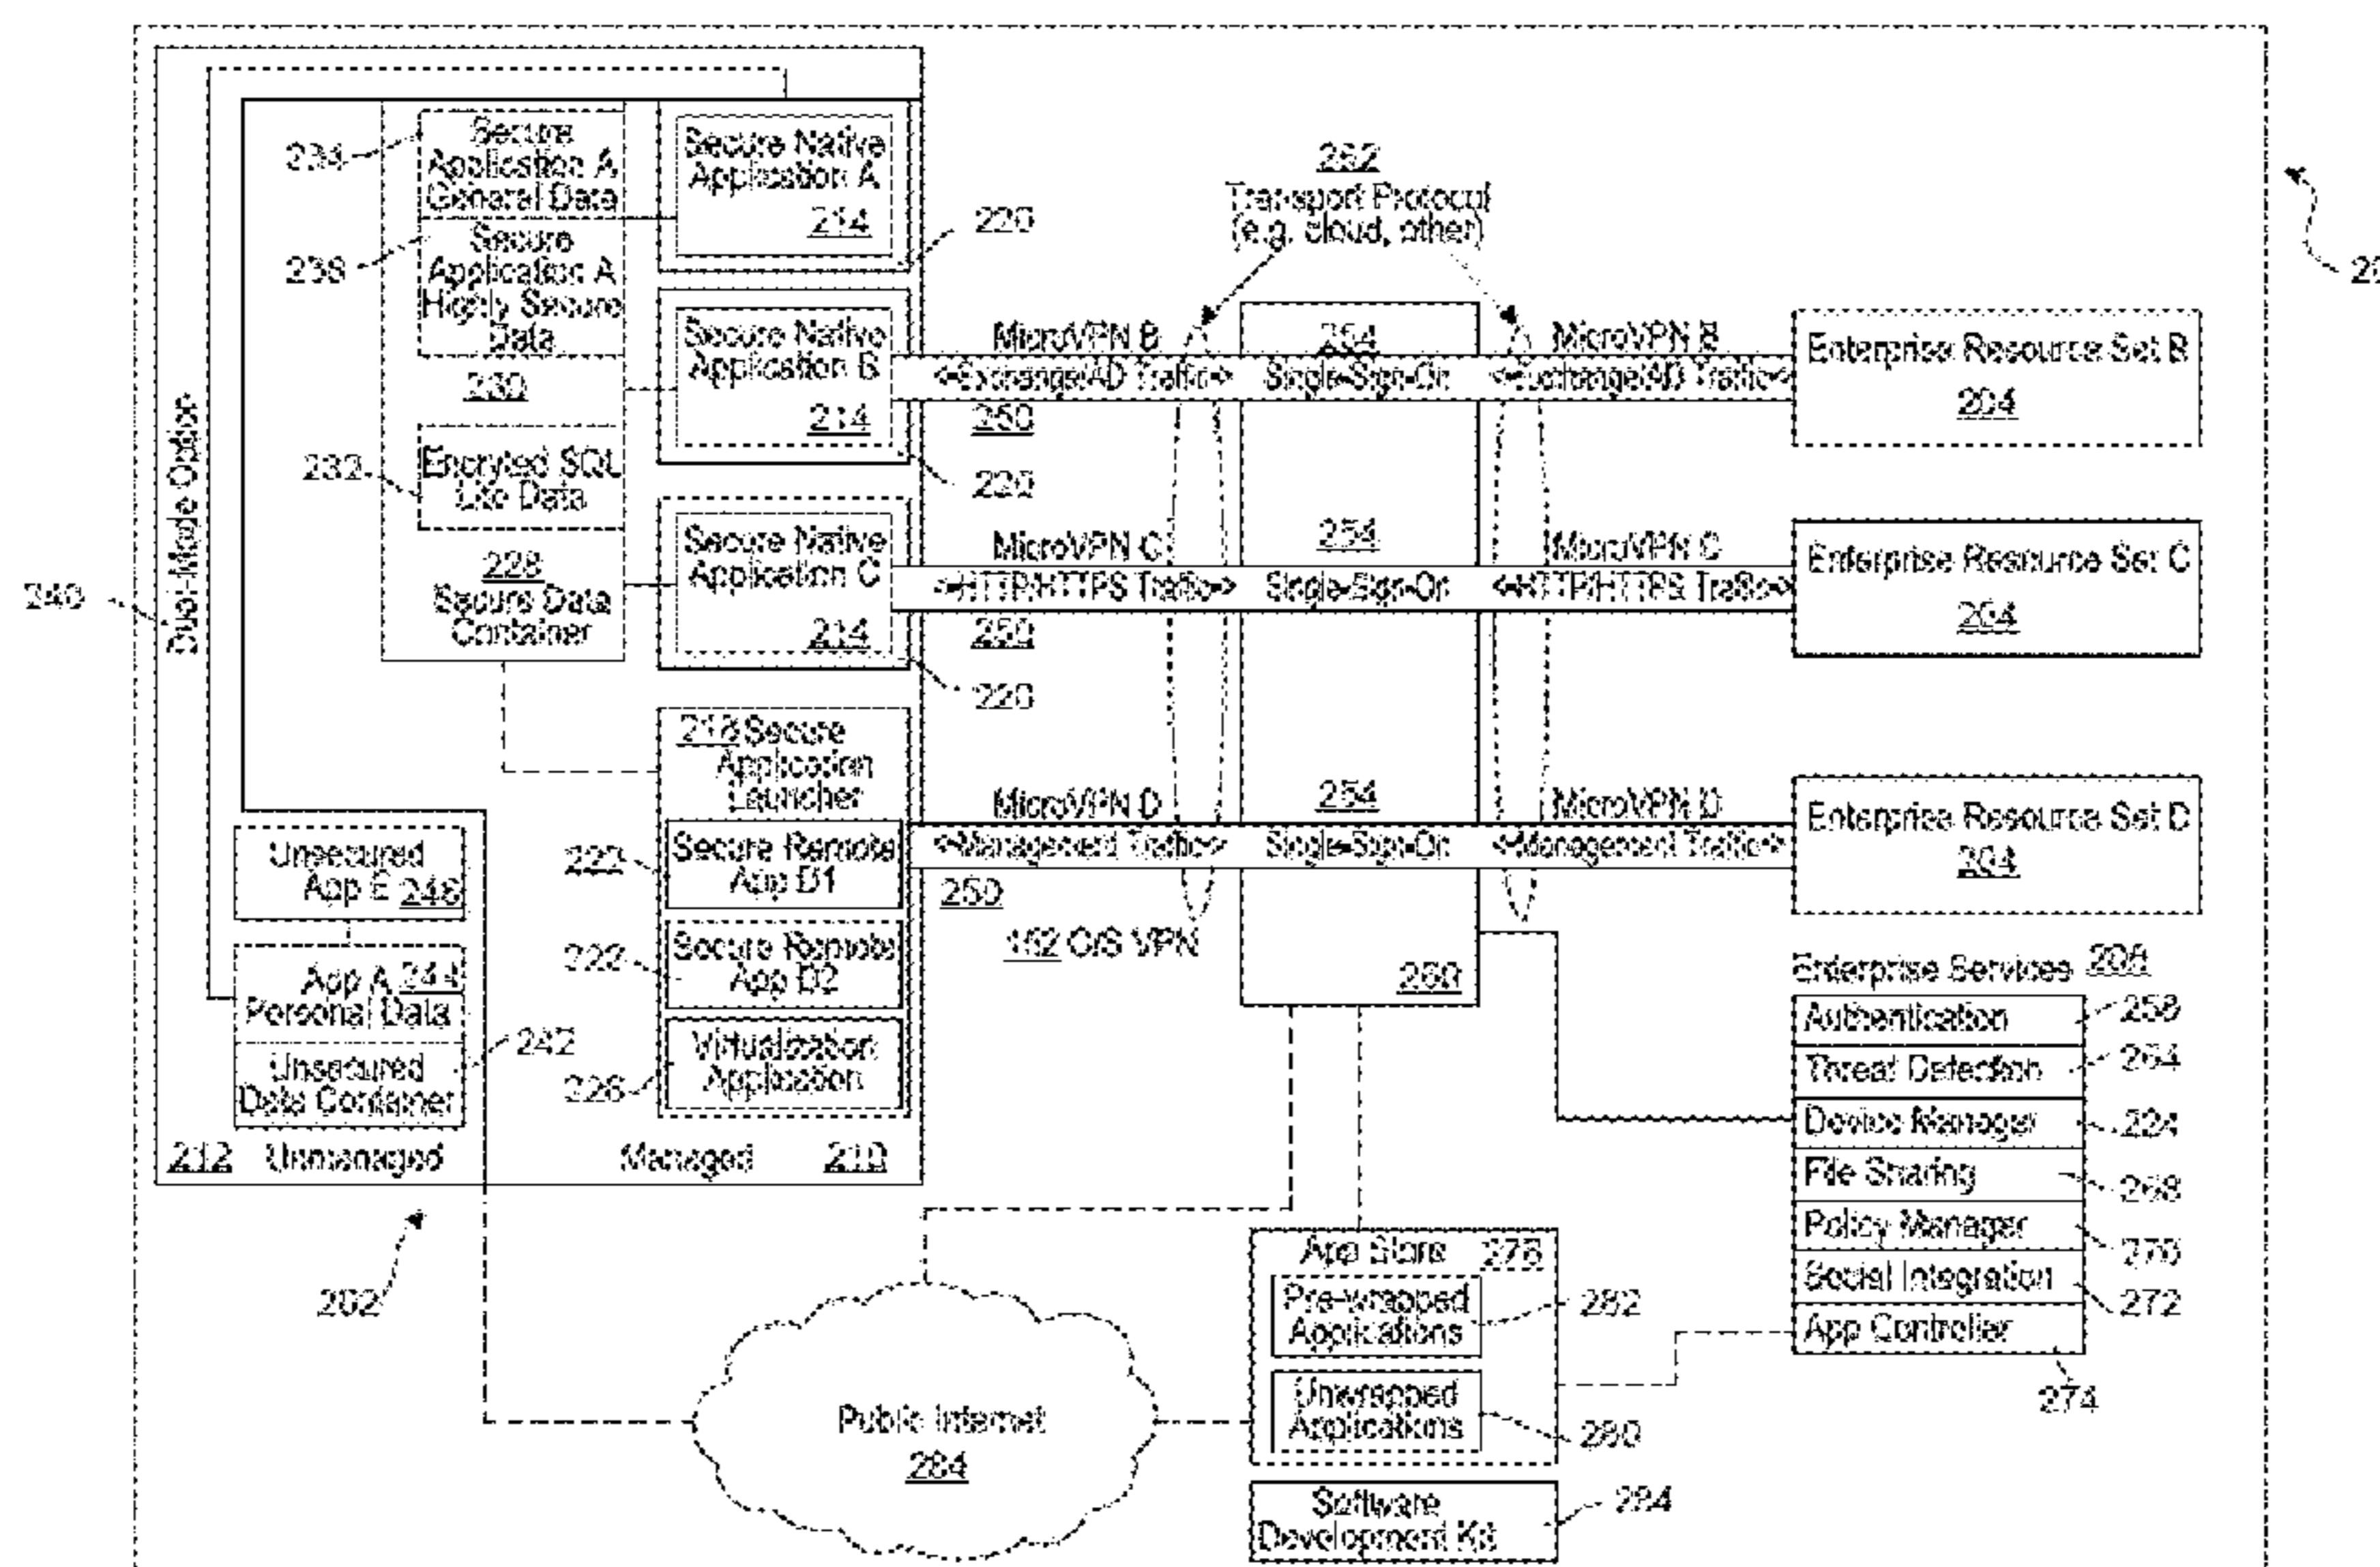 Dual-Mode Option
240
Secure
Application A
General Data
234
Secure
Application A
Highly Secure
Data
238
230
Encryted SQL
Lite Data
232
228
Secure Data
Container
Secure Native
Application A
214
220
Secure Native
Application B
214
220
Secure Native
Application C
214
220
218 Secure
Application
Launcher
222
Secure Remote
App D1
222
Secure Remote
App D2
226
Virtualization
Application
Unsecured
App E 246
App A 244
Personal Data
Unsecured
Data Container
242
212 Unmanaged
Managed 210
202
Transport Protocol
(e.g. cloud, other)
MicroVPN B
<<Exchange/AD Traffic>>
250
254
Single-Sign-On
MicroVPN B
<<Exchange/AD Traffic>>
Enterprise Resource Set B
204
MicroVPN C
<<HTTP/HTTPS Traffic>>
250
254
Single-Sign-On
MicroVPN C
<<HTTP/HTTPS Traffic>>
Enterprise Resource Set C
204
MicroVPN D
<<Management Traffic>>
250
254
Single-Sign-On
MicroVPN D
<<Management Traffic>>
Enterprise Resource Set D
204
O/S VPN
260
Enterprise Services 208
Authentication
258
Threat Detection
264
Device Manager
224
File Sharing
268
Policy Manager
270
Social Integration
272
App Controller
274
App Store 278
Pre-wrapped
Applications
282
Unwrapped
Applications
280
Public Internet
284
Software
Development Kit
284